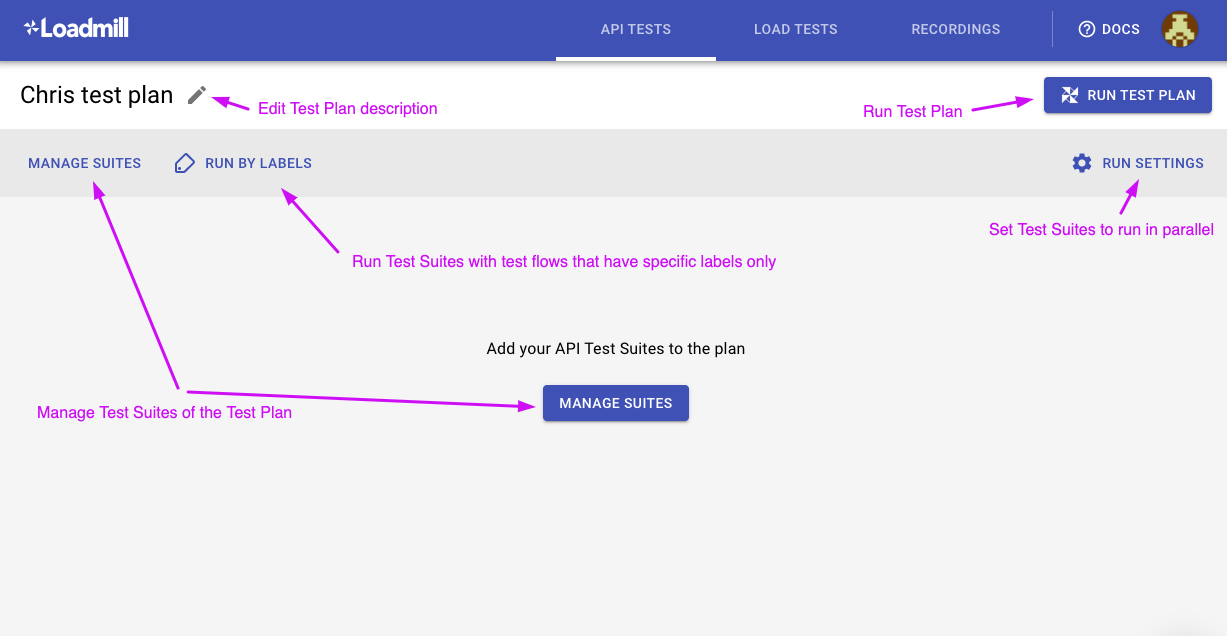 Loadmill
API TESTS
LOAD TESTS
RECORDINGS
DOCS
Chris test plan
Edit Test Plan description
Run Test Plan
RUN TEST PLAN
MANAGE SUITES
RUN BY LABELS
RUN SETTINGS
Set Test Suites to run in parallel
Run Test Suites with test flows that have specific labels only
Add your API Test Suites to the plan
MANAGE SUITES
Manage Test Suites of the Test Plan